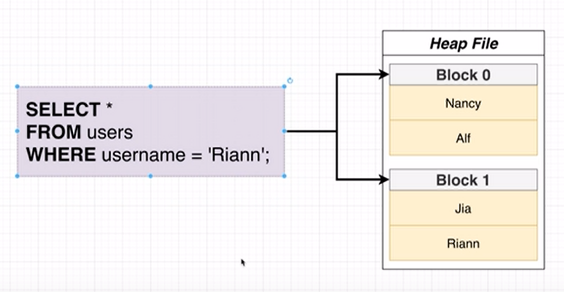 SELECT *
FROM users
WHERE username = 'Riann';
Heap File
Block 0
Nancy
Alf
Block 1
Jia
Riann